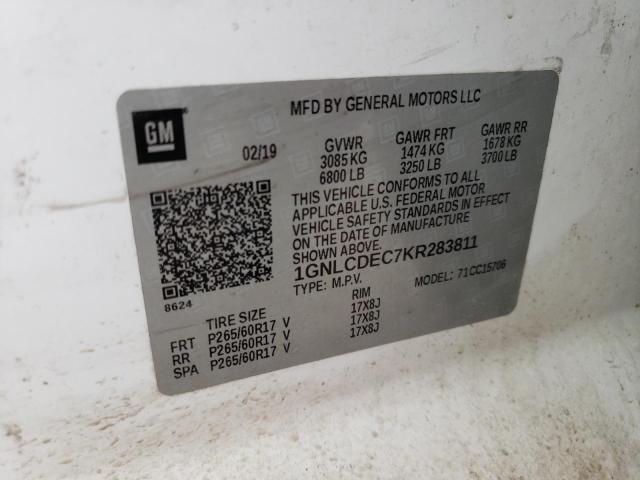 MFD BY GENERAL MOTORS LLC
GM
02/19
GVWR GAWR FRT GAWR RR
3085 KG 1474 KG 1678 KG
6800 LB 3250 LB 3700 LB
THIS VEHICLE CONFORMS TO ALL
APPLICABLE U.S. FEDERAL MOTOR
VEHICLE SAFETY STANDARDS IN EFFECT
ON THE DATE OF MANUFACTURE
SHOWN ABOVE.
1GNLCDEC7KR283811
TYPE: M.P.V. MODEL: 71CC15706
8624
TIRE SIZE RIM
FRT P265/60R17 V 17X8J
RR P265/60R17 V 17X8J
SPA P265/60R17 V 17X8J